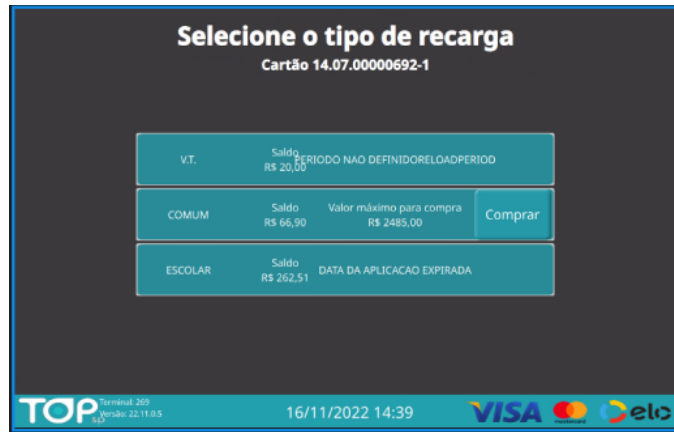 Selecione o tipo de recarga
Cartão 14.07.00000692-1
V.T.
Saldo
R$ 20,00
PERIODO NAO DEFINIDORELOADPERIOD
COMUM
Saldo
R$ 66,90
Valor máximo para compra
R$ 2485,00
Comprar
ESCOLAR
Saldo
R$ 262,51
DATA DA APLICACAO EXPIRADA
TOP
SP
Terminal: 269
Versão: 22.11.0.5
16/11/2022 14:39
VISA
mastercard
elo